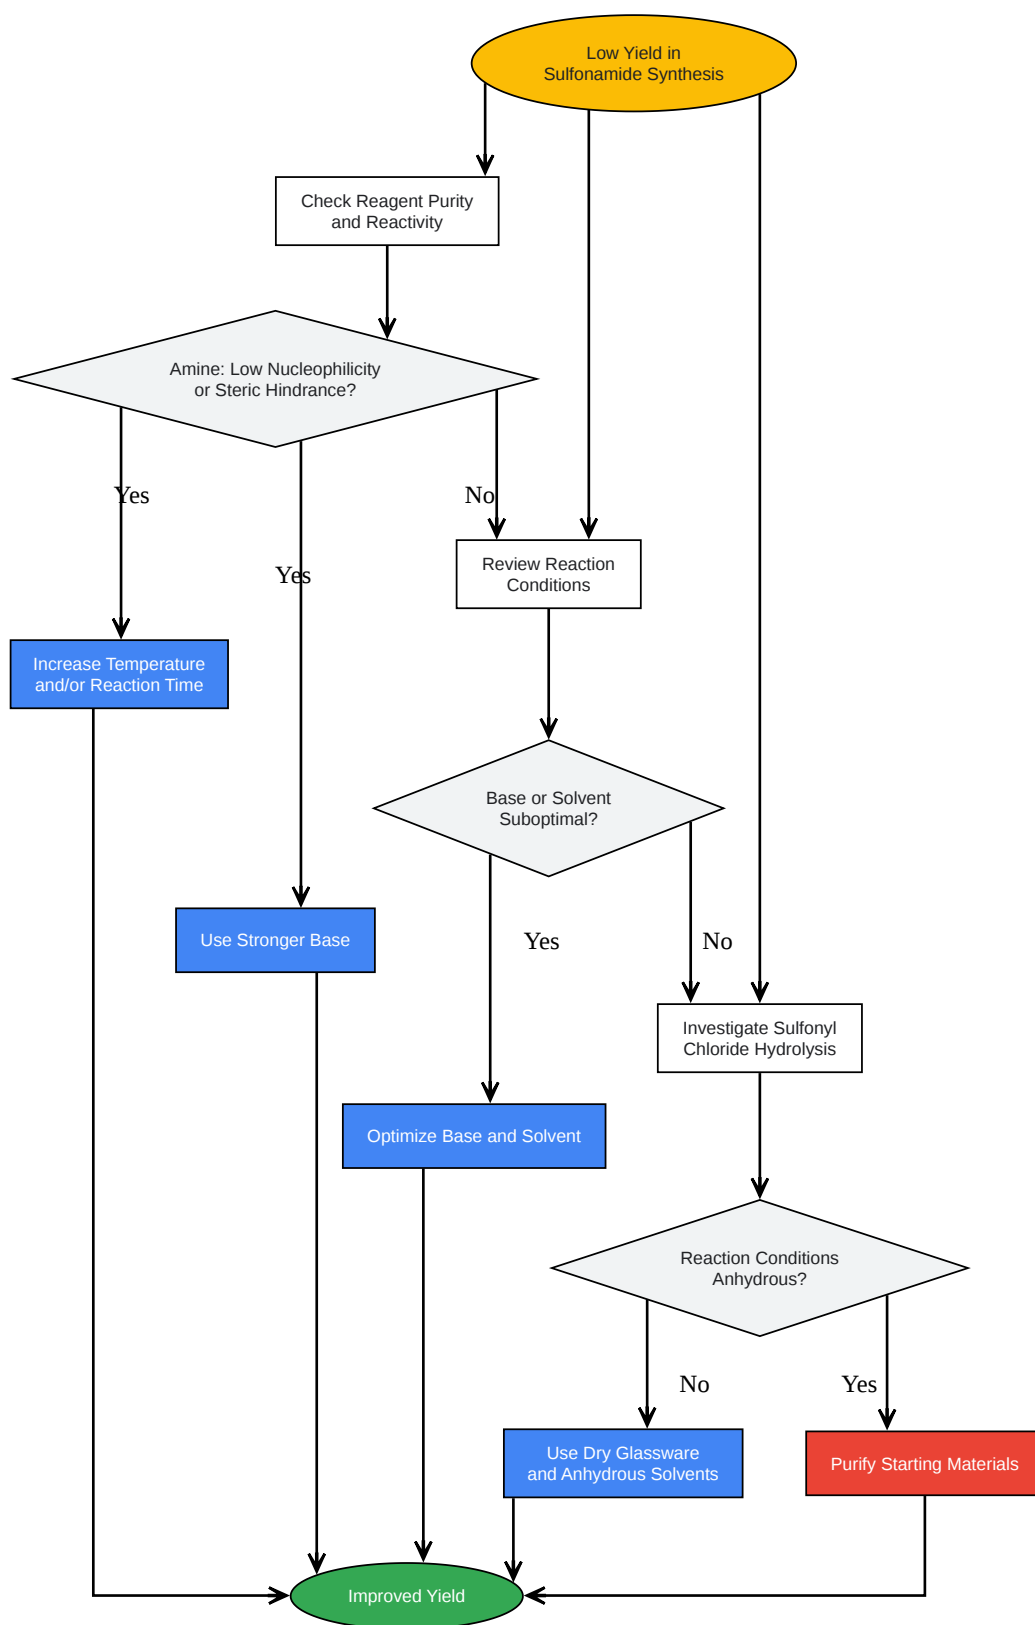 Low Yield in
Sulfonamide Synthesis
Check Reagent Purity
and Reactivity
Amine: Low Nucleophilicity
or Steric Hindrance?
Yes
No
Yes
Review Reaction
Conditions
Increase Temperature
and/or Reaction Time
Base or Solvent
Suboptimal?
Use Stronger Base
Yes
No
Investigate Sulfonyl
Chloride Hydrolysis
Optimize Base and Solvent
Reaction Conditions
Anhydrous?
No
Yes
Use Dry Glassware
and Anhydrous Solvents
Purify Starting Materials
Improved Yield